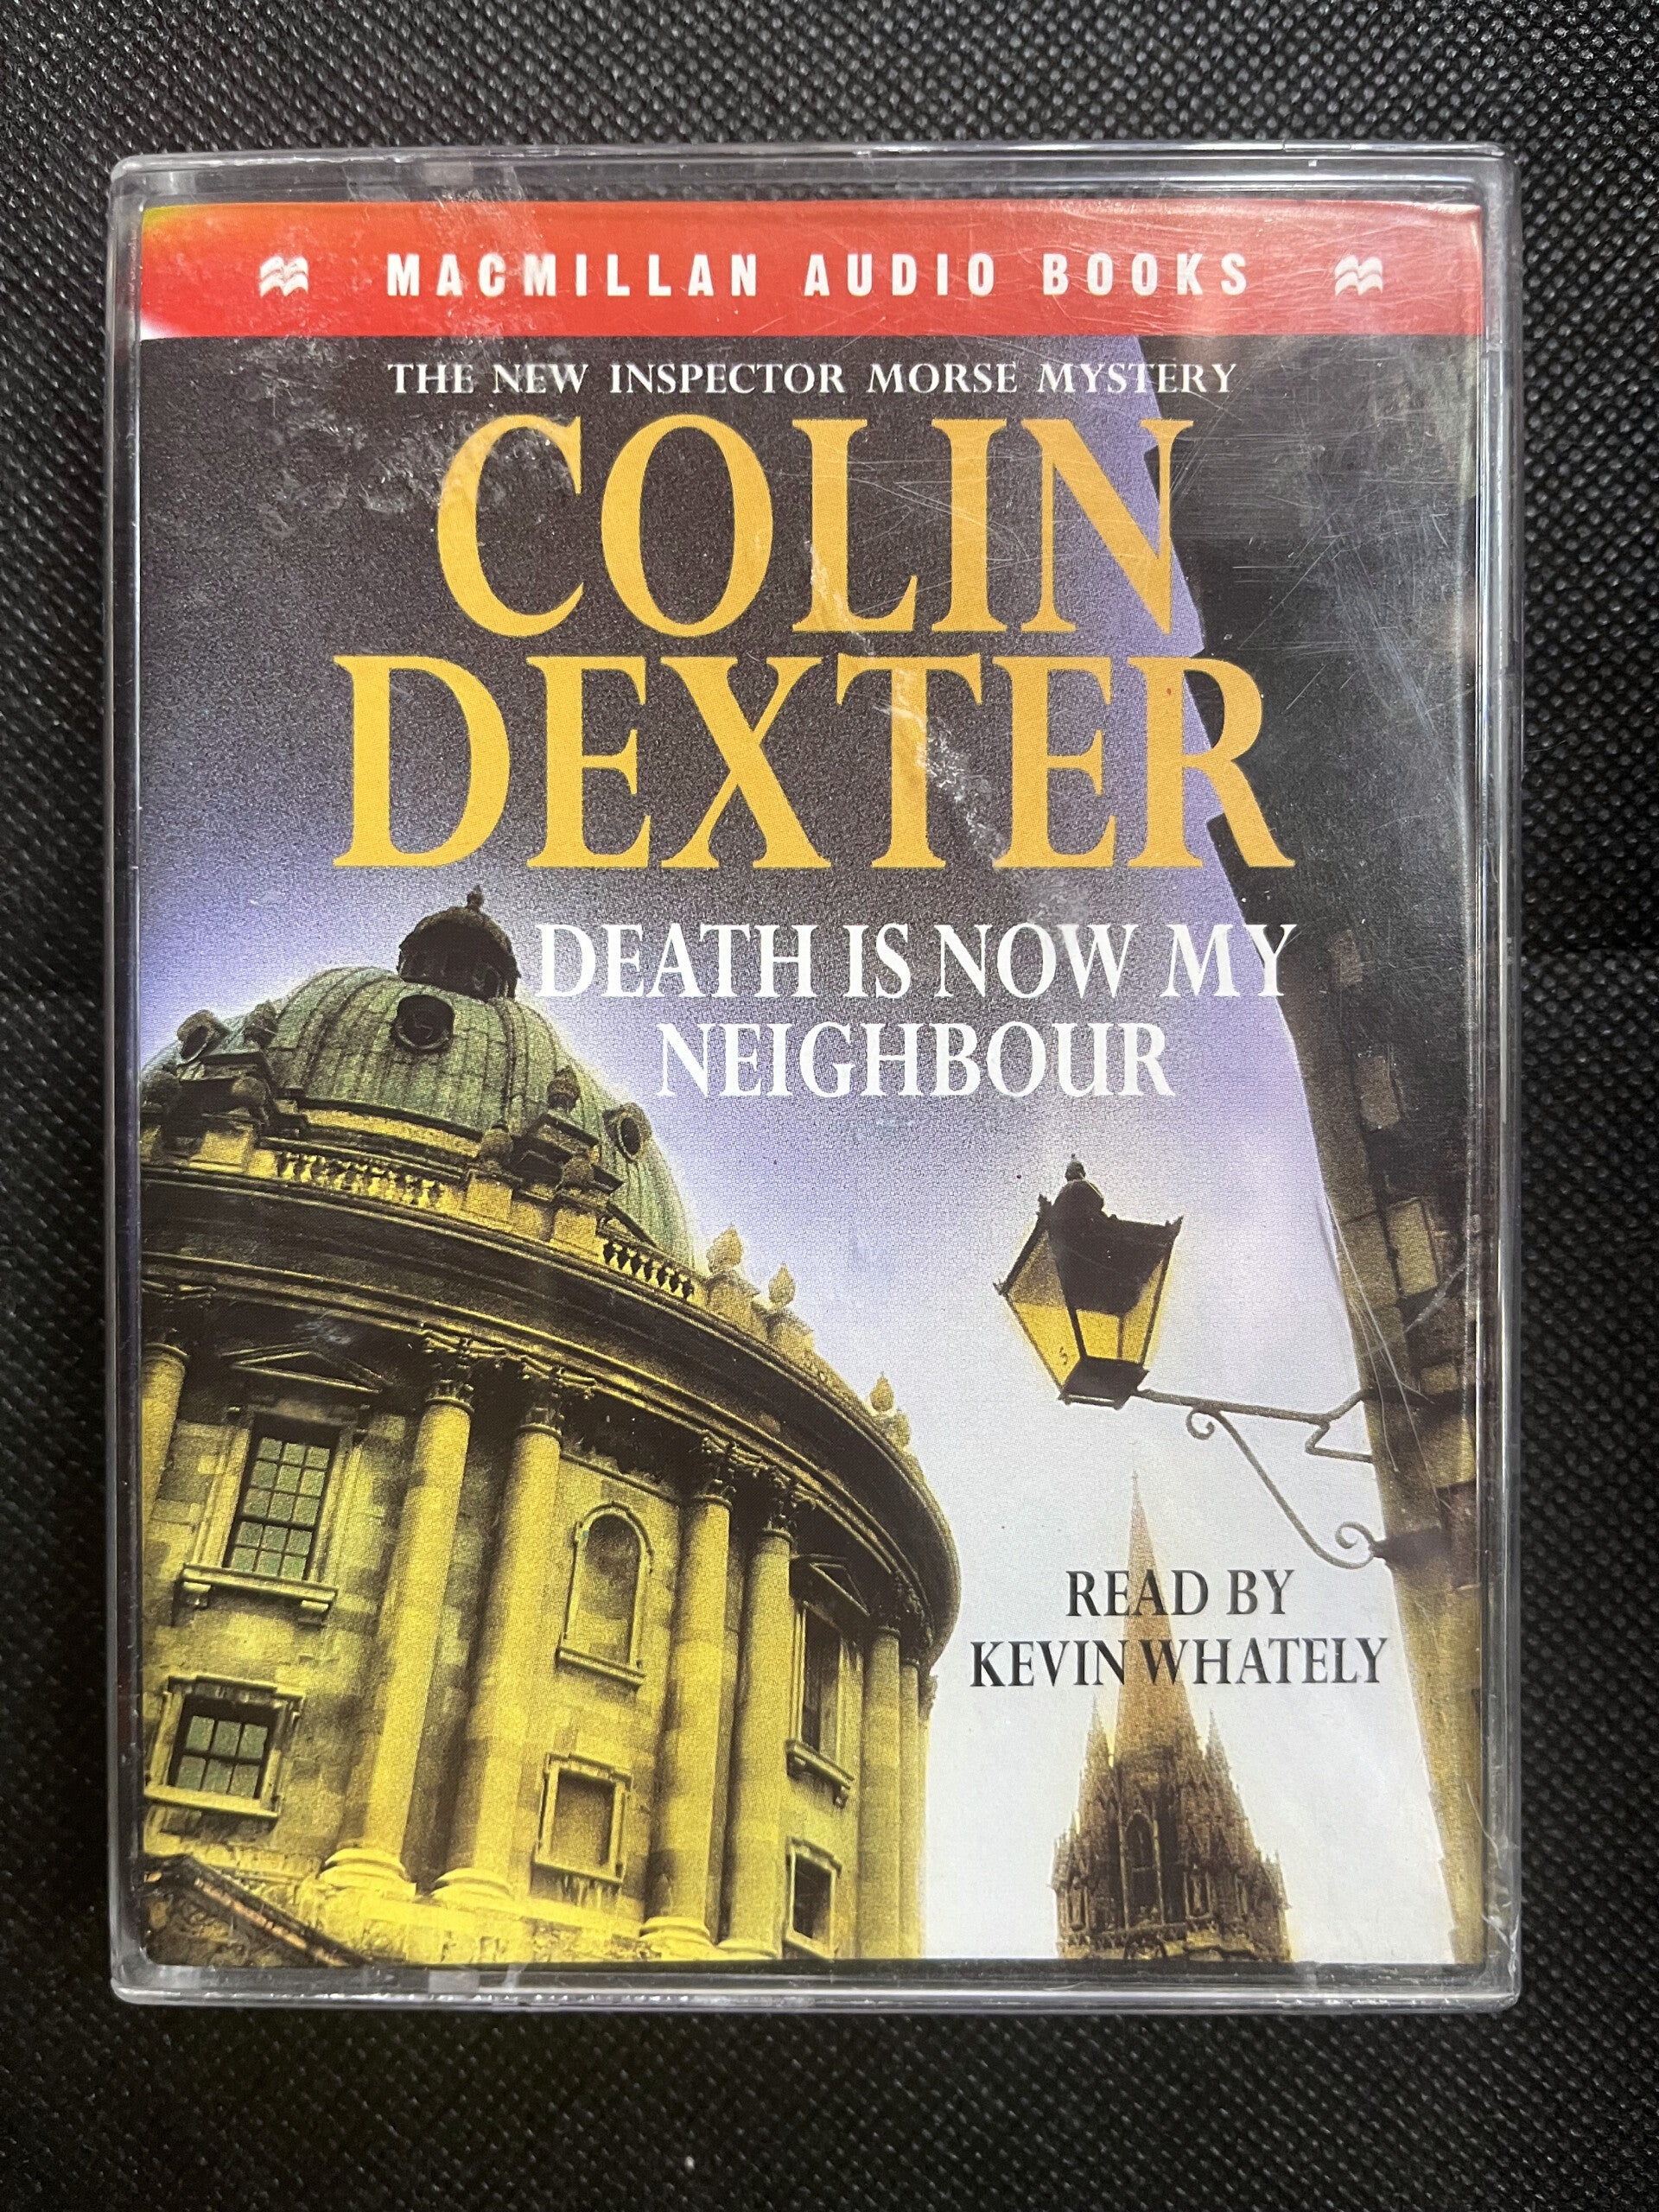 MACMILLAN AUDIO BOOKS
THE NEW INSPECTOR MORSE MYSTERY
COLIN
DEXTER
DEATH IS NOW MY
NEIGHBOUR
READ BY
KEVIN WHATELY